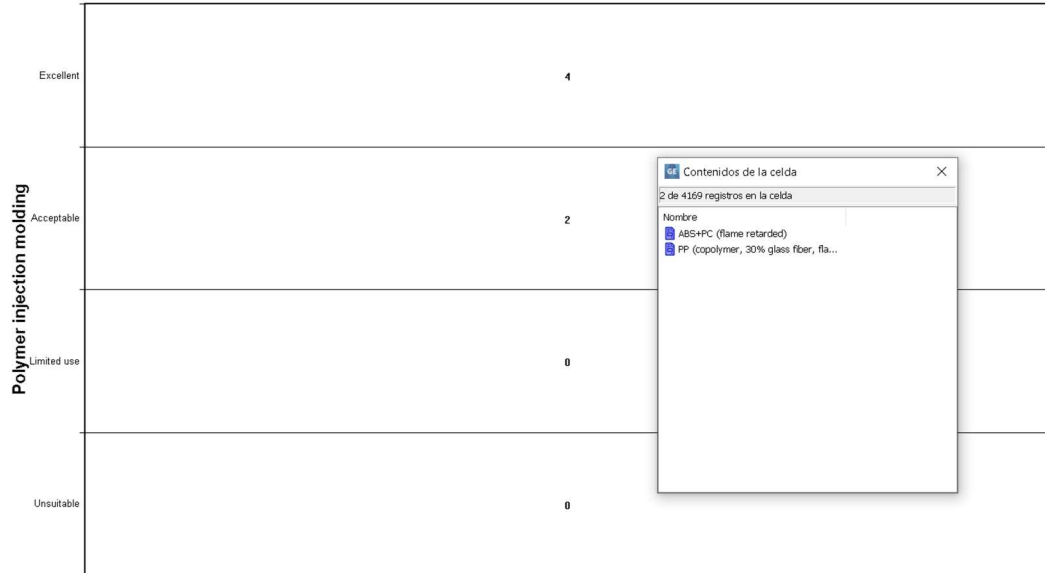 Polymer injection molding
Excellent
4
Acceptable
2
Limited use
0
Unsuitable
0
GE Contenidos de la celda
2 de 4169 registros en la celda
Nombre
ABS+PC (flame retarded)
PP (copolymer, 30% glass fiber, fla...